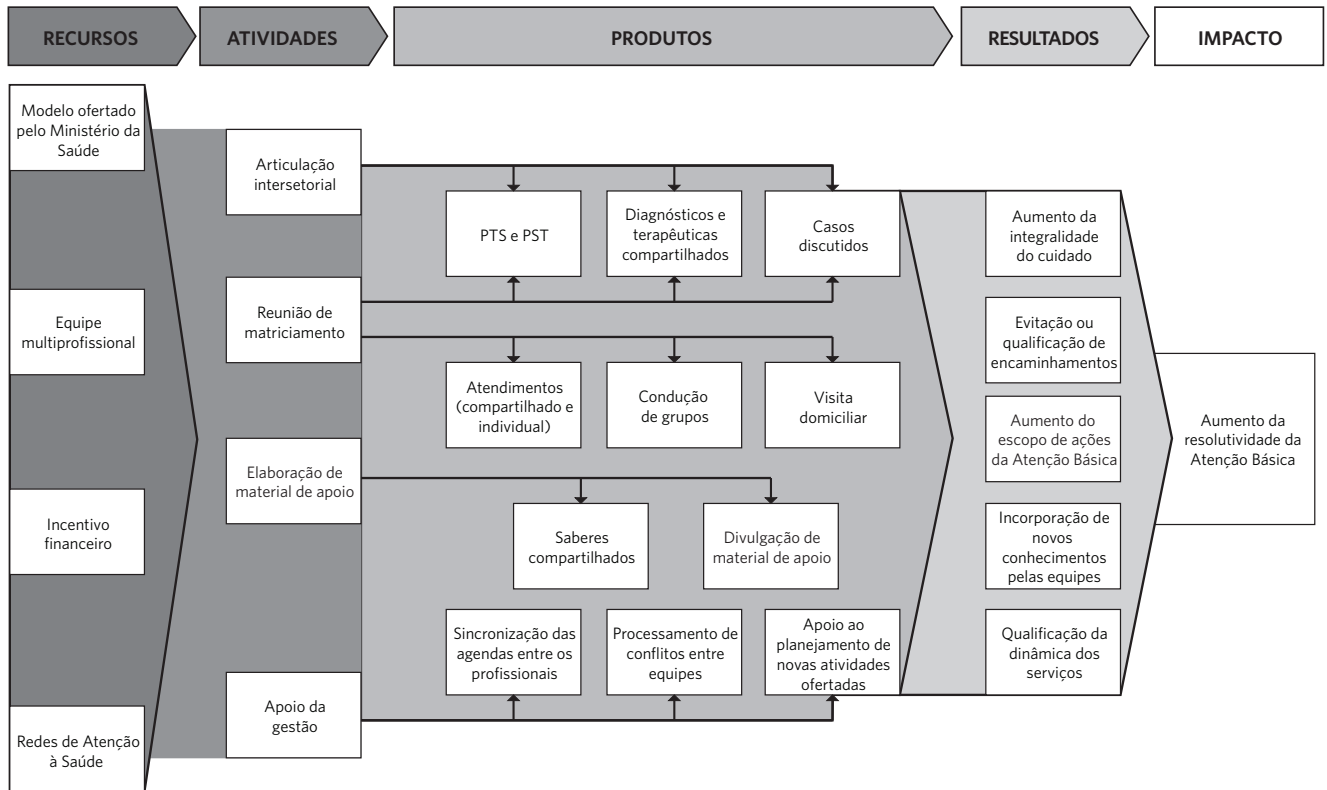 RECURSOS
ATIVIDADES
PRODUTOS
RESULTADOS
IMPACTO
Modelo ofertado
pelo Ministério da
Saúde
Equipe
multiprofissional
Incentivo
financeiro
Redes de Atenção
à Saúde
Articulação
intersetorial
Reunião de
matriciamento
Elaboração de
material de apoio
Apoio da
gestão
PTS e PST
Diagnósticos e
terapêuticas
compartilhados
Casos
discutidos
Atendimentos
(compartilhado e
individual)
Condução
de grupos
Visita
domiciliar
Saberes
compartilhados
Divulgação de
material de apoio
Sincronização das
agendas entre os
profissionais
Processamento de
conflitos entre
equipes
Apoio ao
planejamento de
novas atividades
ofertadas
Aumento da
integralidade
do cuidado
Evitação ou
qualificação de
encaminhamentos
Aumento do
escopo de ações
da Atenção Básica
Incorporação de
novos
conhecimentos
pelas equipes
Qualificação da
dinâmica dos
serviços
Aumento da
resolutividade da
Atenção Básica